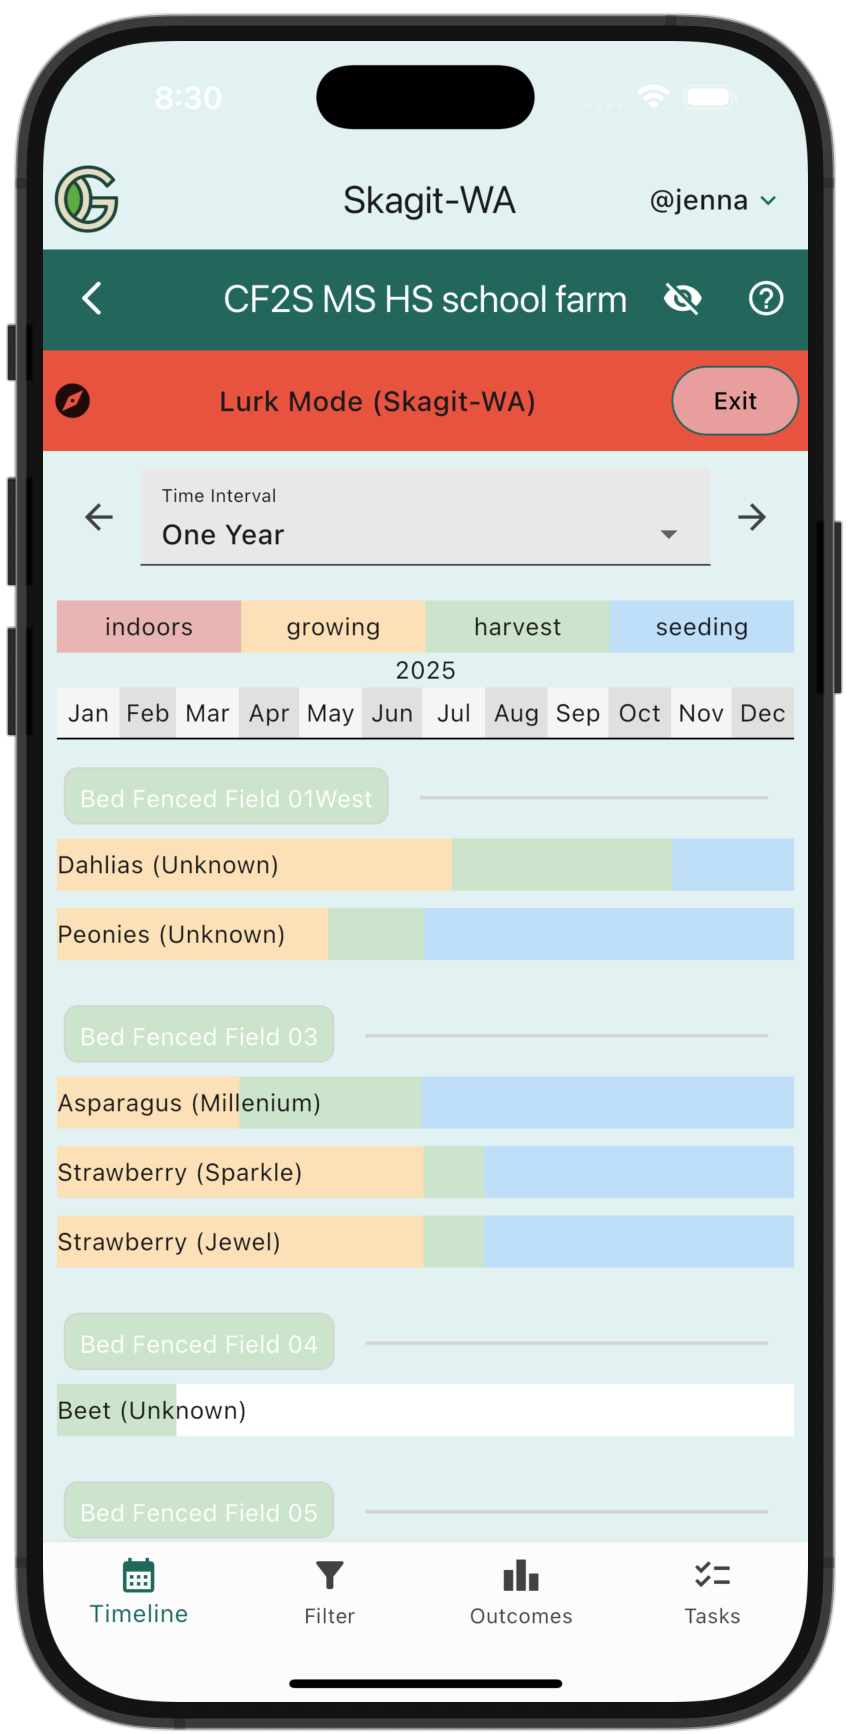 8:30
Skagit-WA
@jenna
CF2S MS HS school farm
Lurk Mode (Skagit-WA)
Exit
Time Interval
One Year
indoors growing harvest seeding
2025
Jan Feb Mar Apr May Jun Jul Aug Sep Oct Nov Dec
Bed Fenced Field 01West
Dahlias (Unknown)
Peonies (Unknown)
Bed Fenced Field 03
Asparagus (Millenium)
Strawberry (Sparkle)
Strawberry (Jewel)
Bed Fenced Field 04
Beet (Unknown)
Bed Fenced Field 05
Timeline Filter Outcomes Tasks